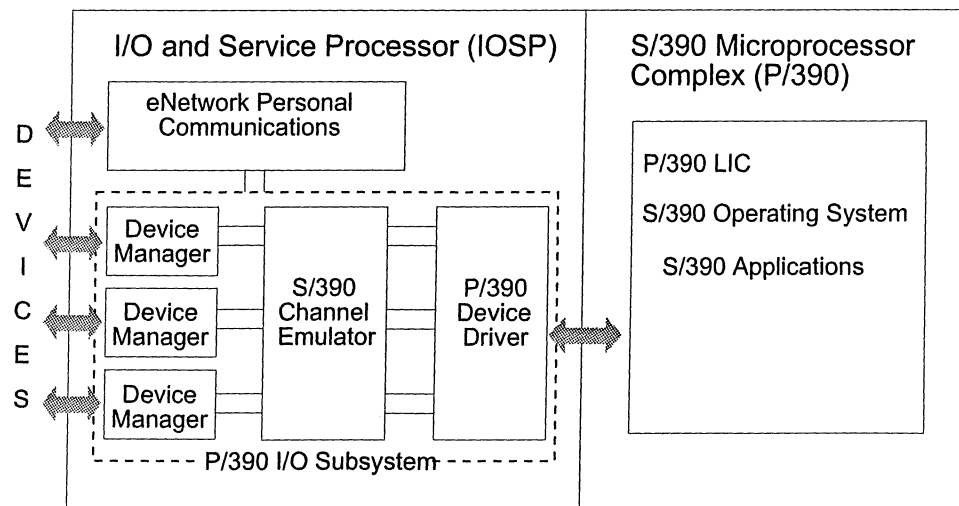 I/O and Service Processor (IOSP)
S/390 Microprocessor
Complex (P/390)
eNetwork Personal
Communications
D
E
V
I
C
E
S
Device
Manager
Device
Manager
Device
Manager
S/390
Channel
Emulator
P/390
Device
Driver
P/390 I/O Subsystem
P/390 LIC
S/390 Operating System
S/390 Applications